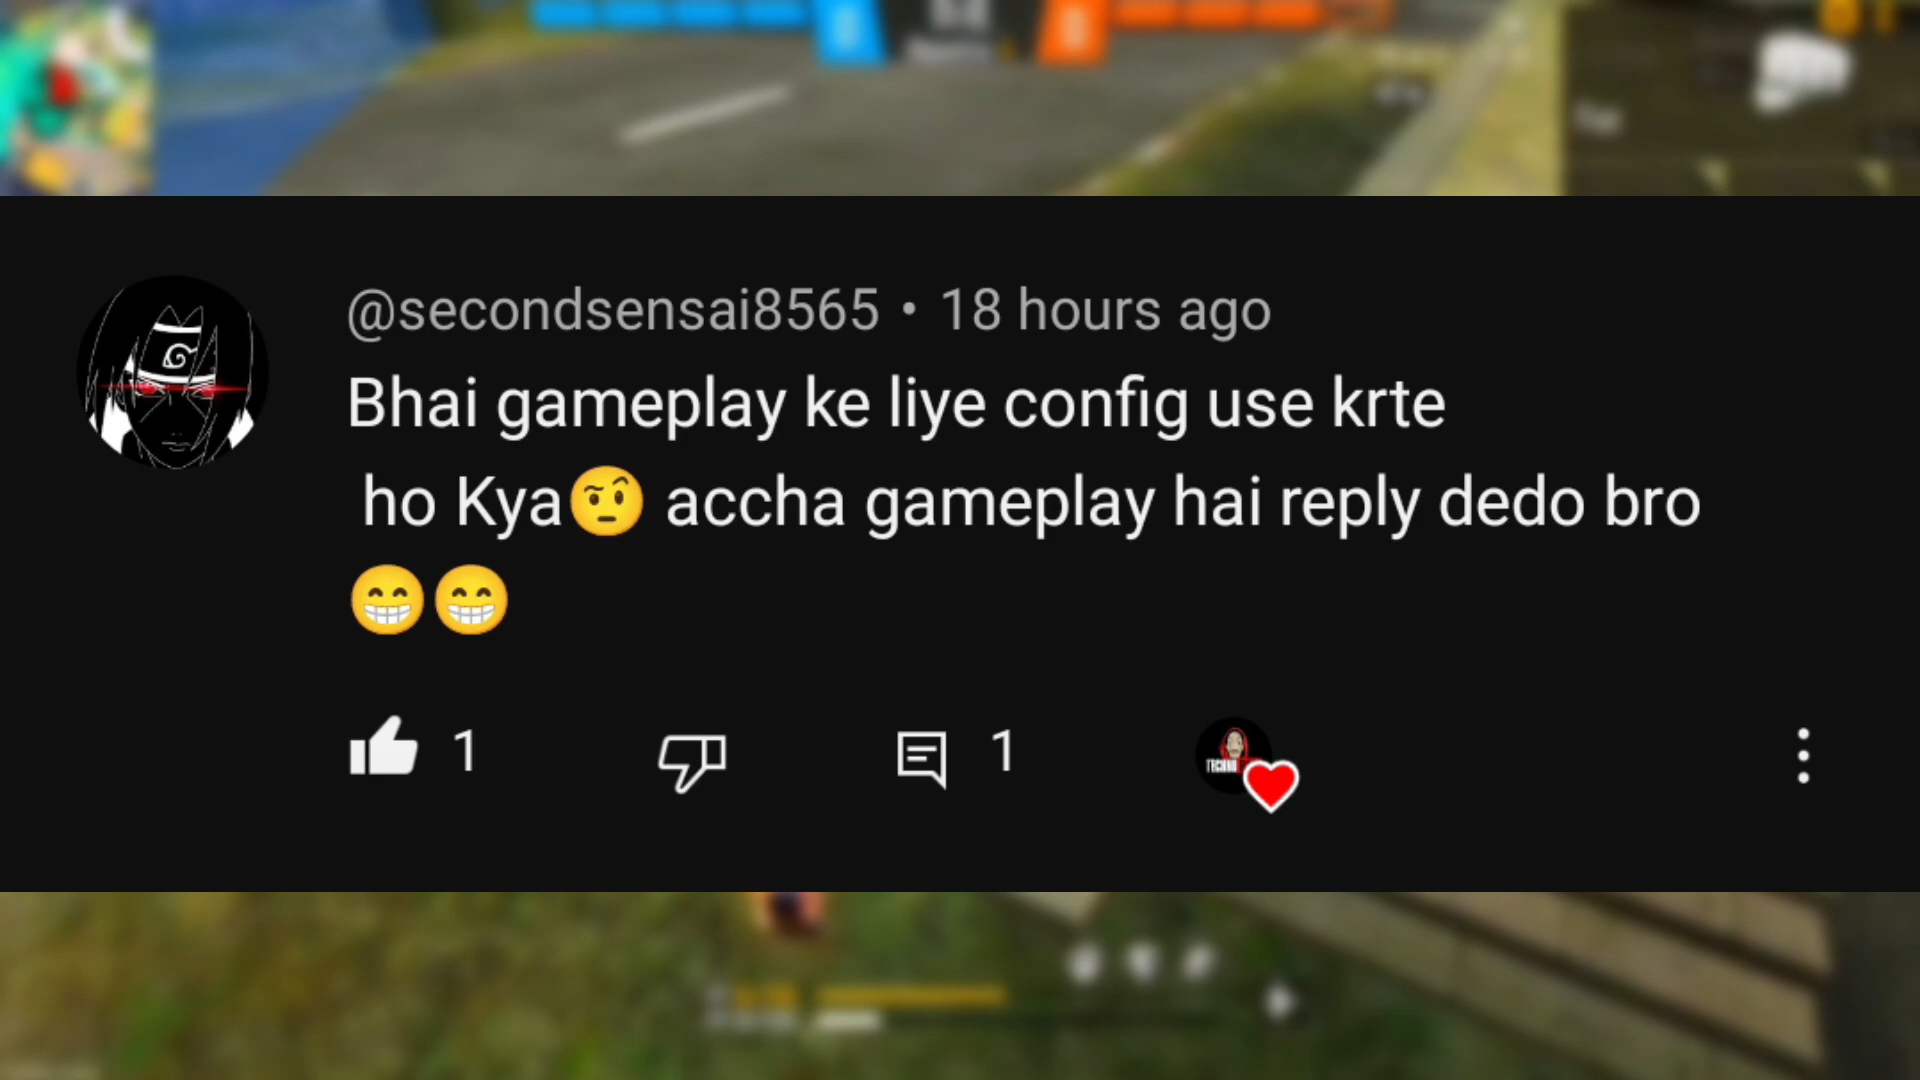 @secondsensai8565 • 18 hours ago
Bhai gameplay ke liye config use krte
ho Kya🤨 accha gameplay hai reply dedo bro
😁😁
1 1